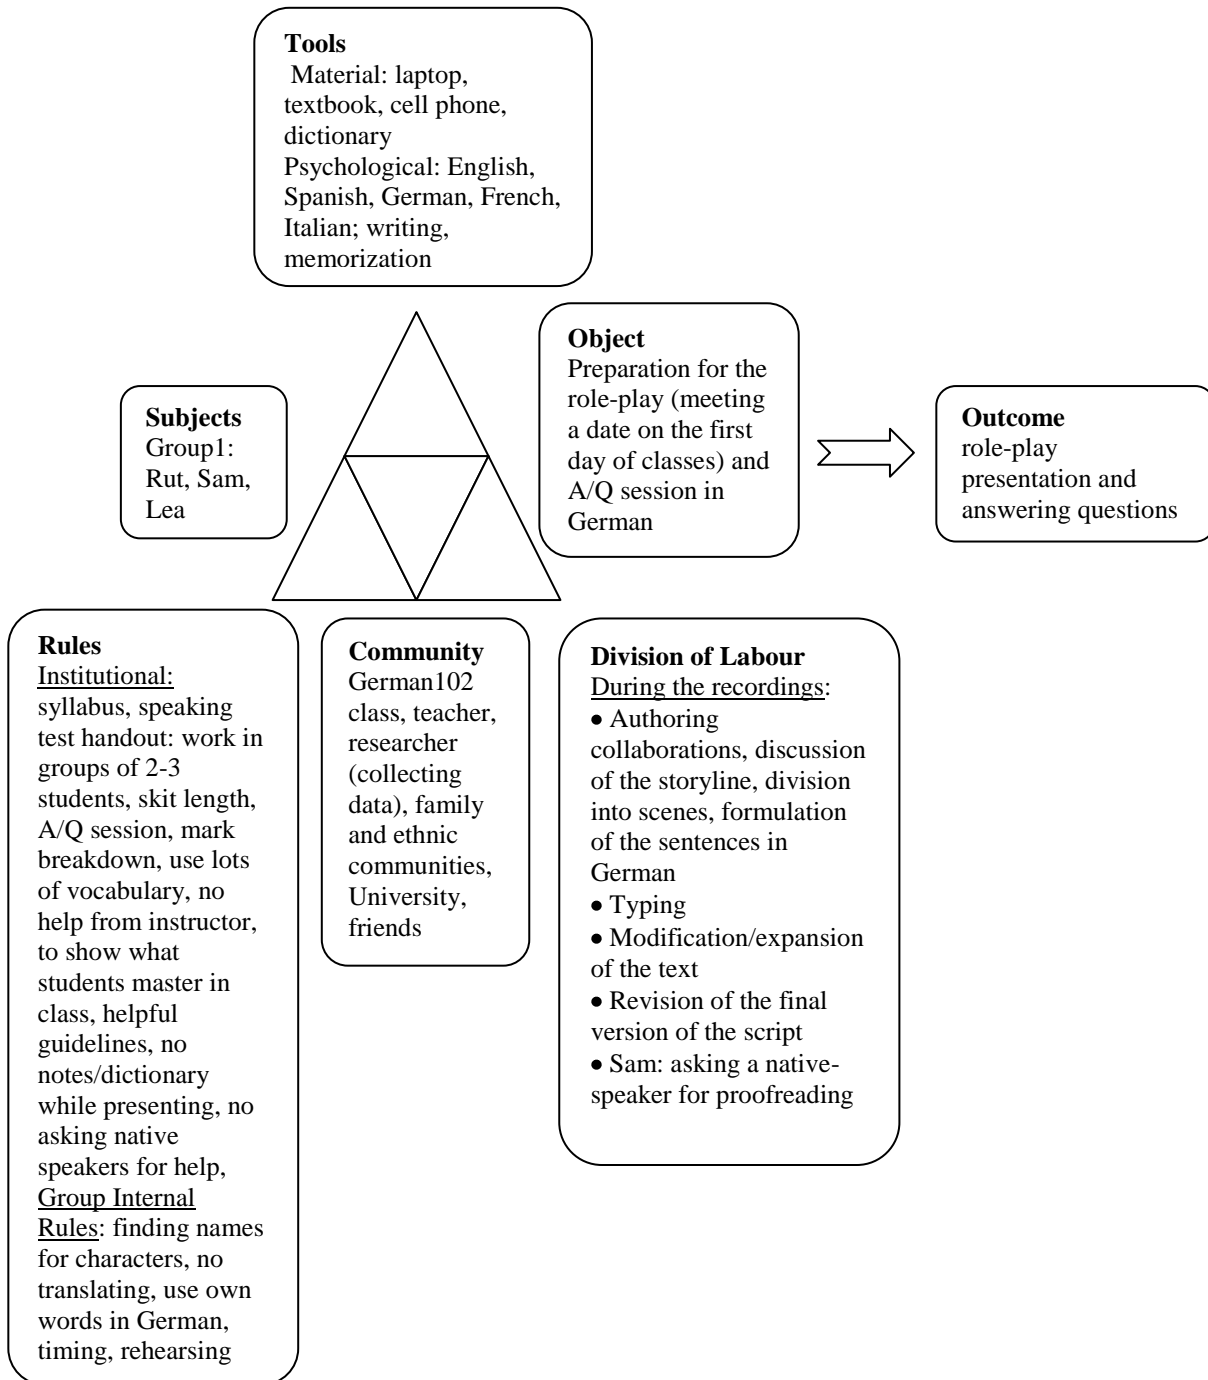 Tools
Material: laptop,
textbook, cell phone,
dictionary
Psychological: English,
Spanish, German, French,
Italian; writing,
memorization
Subjects
Group1:
Rut, Sam,
Lea
Object
Preparation for the
role-play (meeting
a date on the first
day of classes) and
A/Q session in
German
Outcome
role-play
presentation and
answering questions
Rules
Institutional:
syllabus, speaking
test handout: work in
groups of 2-3
students, skit length,
A/Q session, mark
breakdown, use lots
of vocabulary, no
help from instructor,
to show what
students master in
class, helpful
guidelines, no
notes/dictionary
while presenting, no
asking native
speakers for help,
Group Internal
Rules: finding names
for characters, no
translating, use own
words in German,
timing, rehearsing
Community
German102
class, teacher,
researcher
(collecting
data), family
and ethnic
communities,
University,
friends
Division of Labour
During the recordings:
• Authoring
collaborations, discussion
of the storyline, division
into scenes, formulation
of the sentences in
German
• Typing
• Modification/expansion
of the text
• Revision of the final
version of the script
• Sam: asking a native-
speaker for proofreading